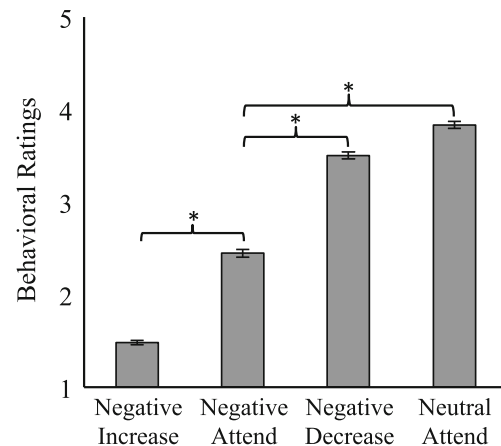 5
4
3
2
1
Behavioral Ratings
*
*
*
Negative Increase
Negative Attend
Negative Decrease
Neutral Attend